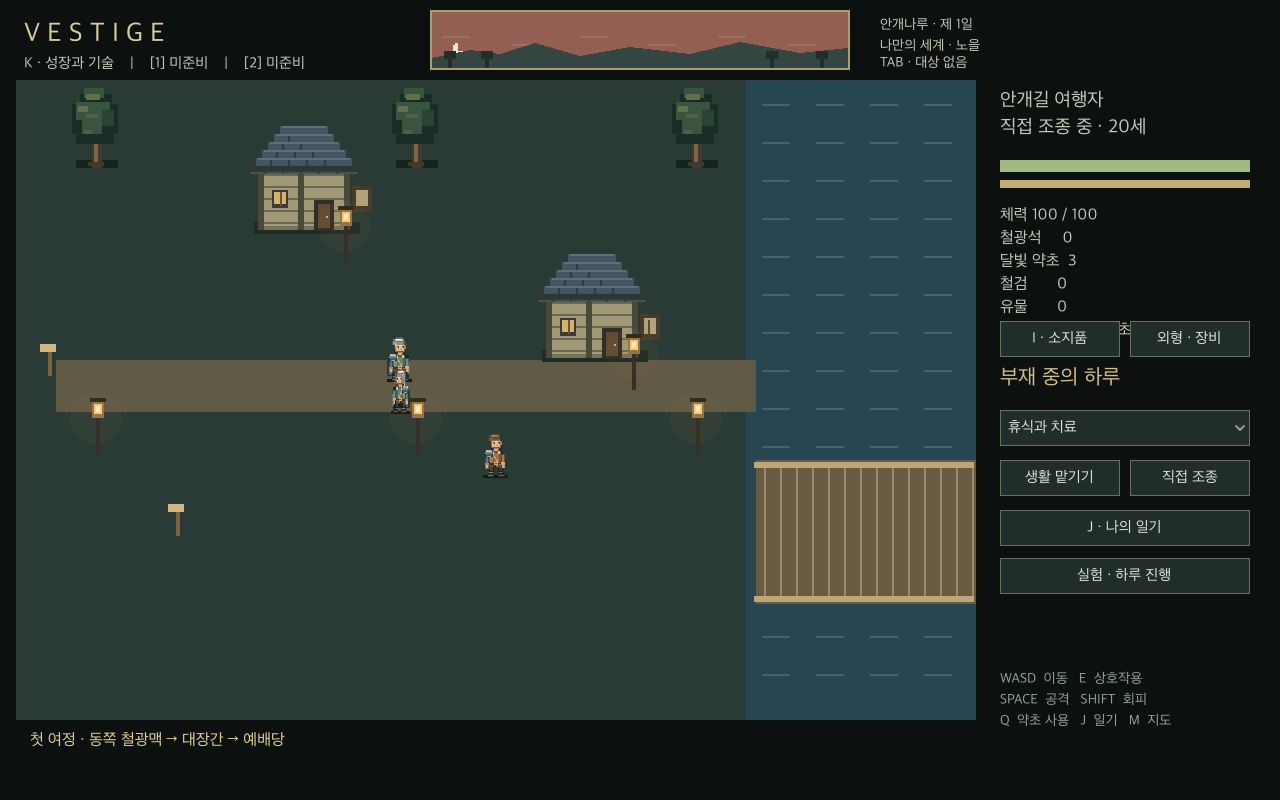 VESTIGE
K · 성장과 기술 | [1] 미준비 | [2] 미준비
안개나루 · 제 1일
나만의 세계 · 노을
TAB · 대상 없음
안개길 여행자
직접 조종 중 · 20세
체력 100 / 100
철광석 0
달빛 약초 3
철검 0
유물 0
초
I · 소지품
외형 · 장비
부재 중의 하루
휴식과 치료
생활 맡기기
직접 조종
J · 나의 일기
실험 · 하루 진행
WASD 이동 E 상호작용
SPACE 공격 SHIFT 회피
Q 약초 사용 J 일기 M 지도
첫 여정 · 동쪽 철광맥 → 대장간 → 예배당